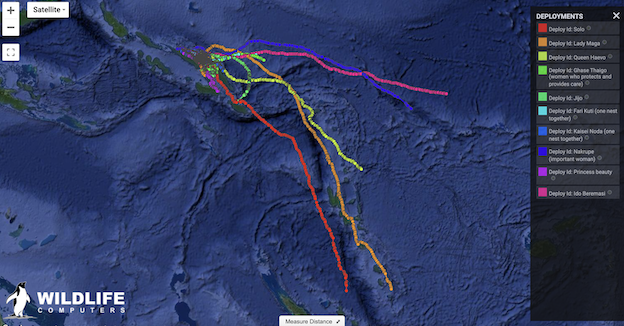 +
−
Satellite
DEPLOYMENTS ×
Deploy Id: Solo
Deploy Id: Lady Maga
Deploy Id: Queen Haevo
Deploy Id: Ghase Thaigo
(women who protects and
provides care)
Deploy Id: Jijo
Deploy Id: Fari Kuti (one nest
together)
Deploy Id: Kaisei Noda (one
nest together)
Deploy Id: Nakrupe
(important woman)
Deploy Id: Princess beauty
Deploy Id: Ido Beremasi
WILDLIFE
COMPUTERS
Measure Distance